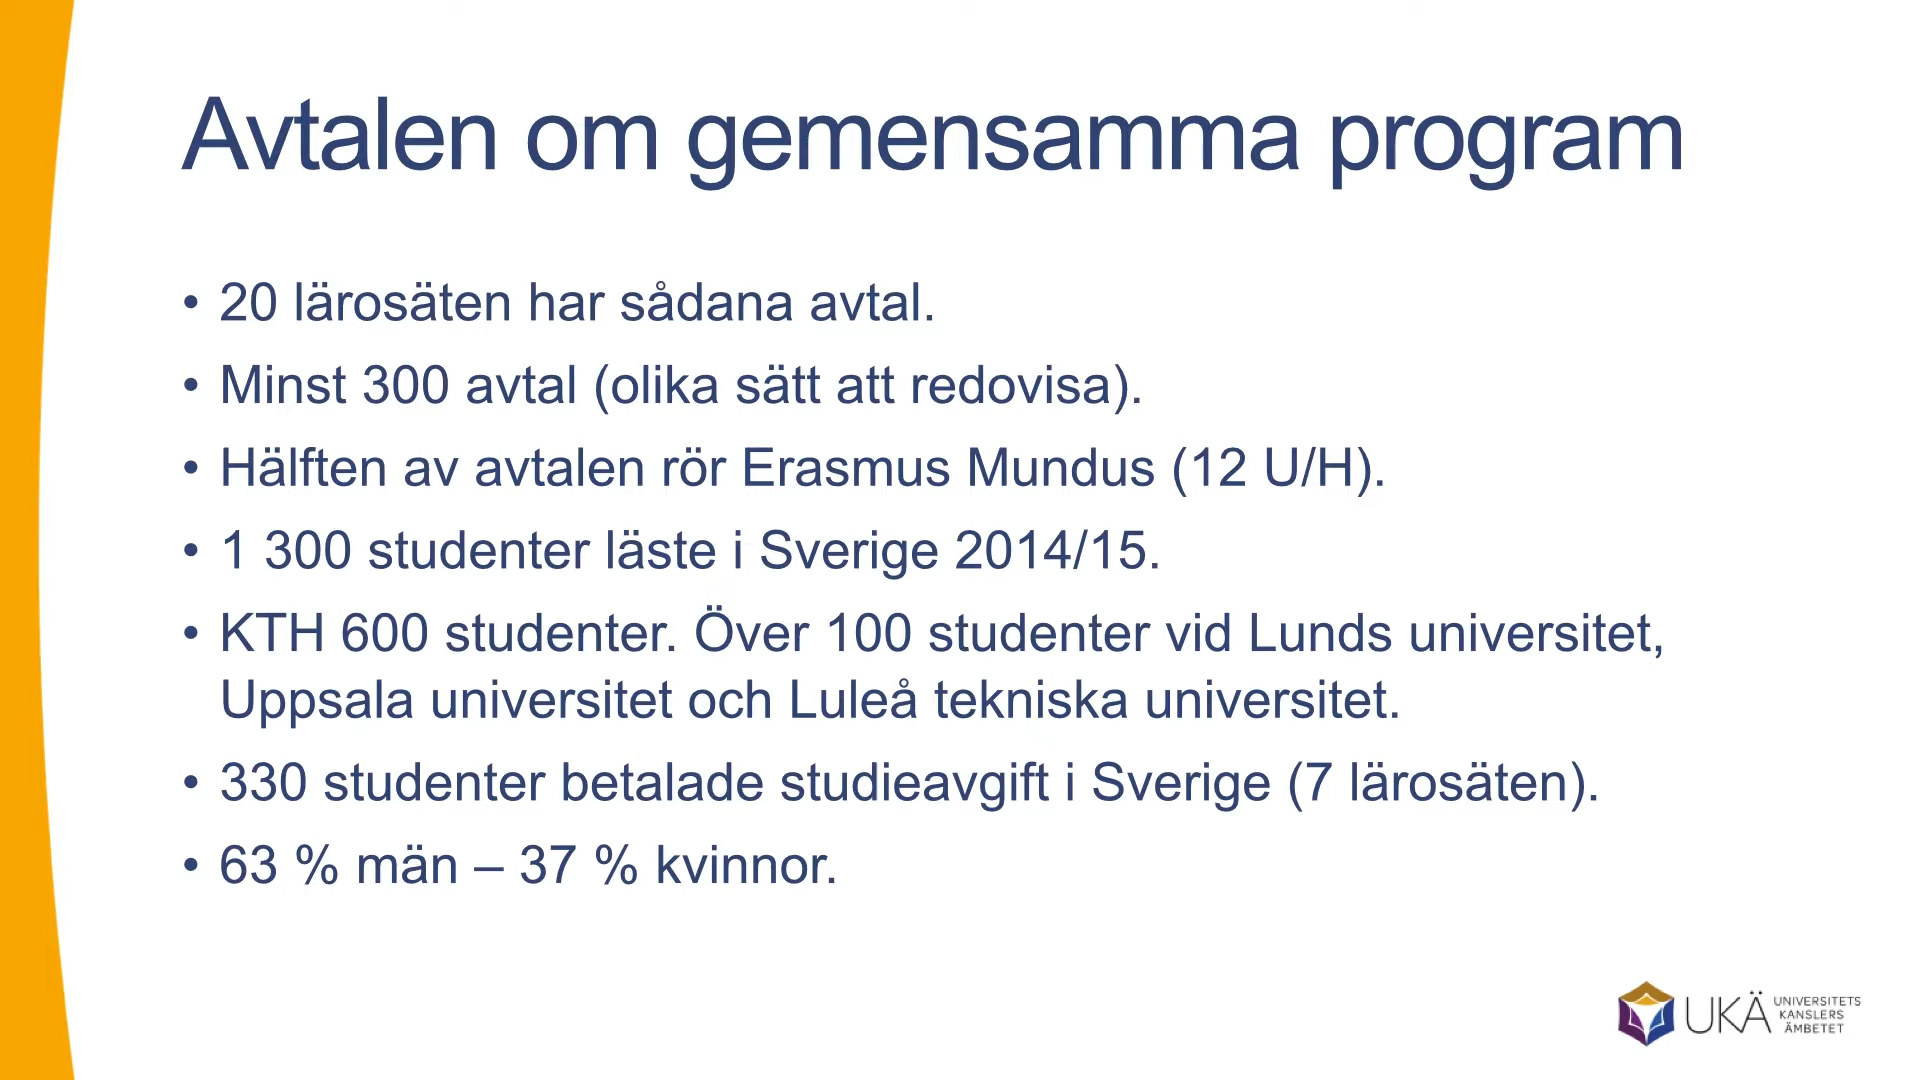 Avtalen om gemensamma program
• 20 lärosäten har sådana avtal.
• Minst 300 avtal (olika sätt att redovisa).
• Hälften av avtalen rör Erasmus Mundus (12 U/H).
• 1 300 studenter läste i Sverige 2014/15.
• KTH 600 studenter. Över 100 studenter vid Lunds universitet,
Uppsala universitet och Luleå tekniska universitet.
• 330 studenter betalade studieavgift i Sverige (7 lärosäten).
• 63 % män – 37 % kvinnor.
UKÄ
UNIVERSITETS
KANSLERS
ÄMBETET